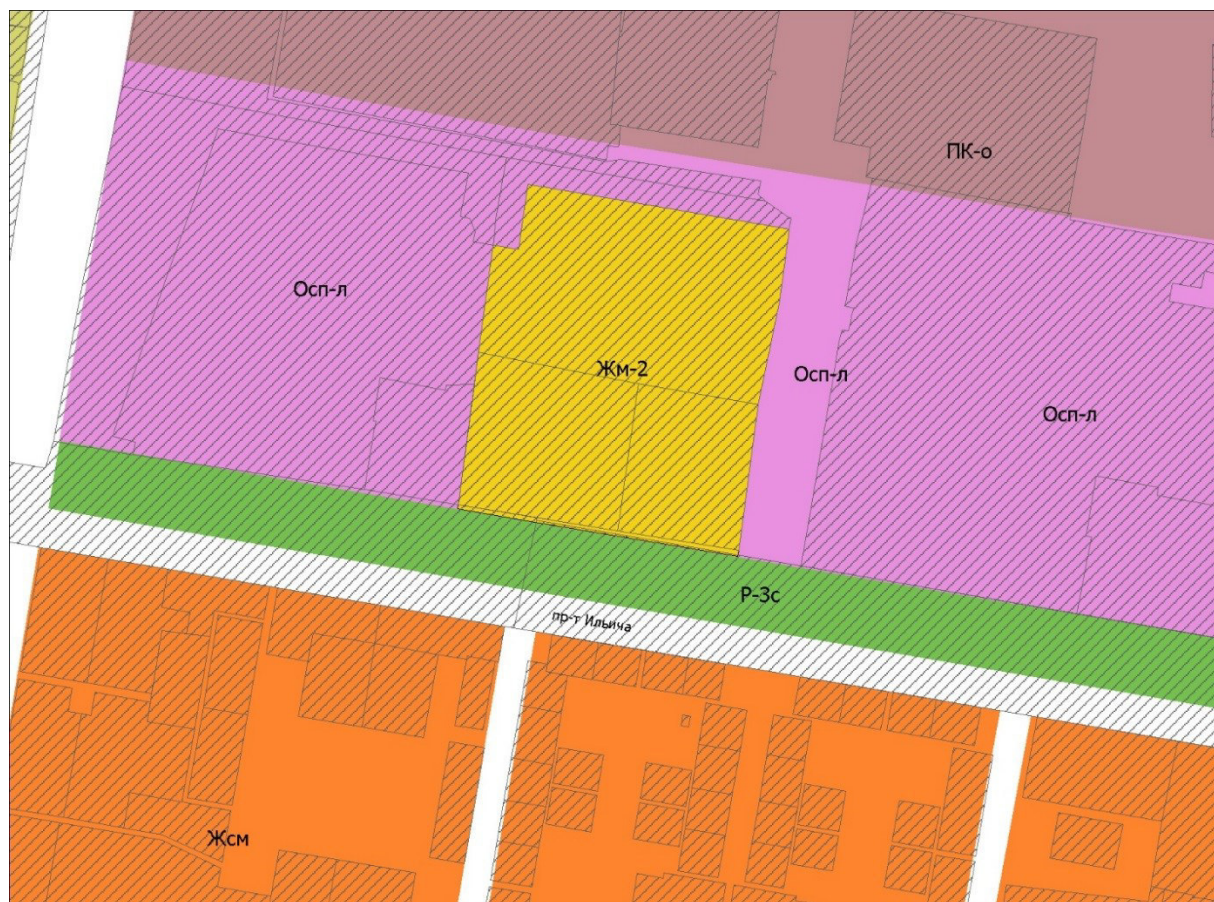 ПК-о
Осп-л
Жм-2
Осп-л
Осп-л
Р-3с
пр-т Ильича
Жсм